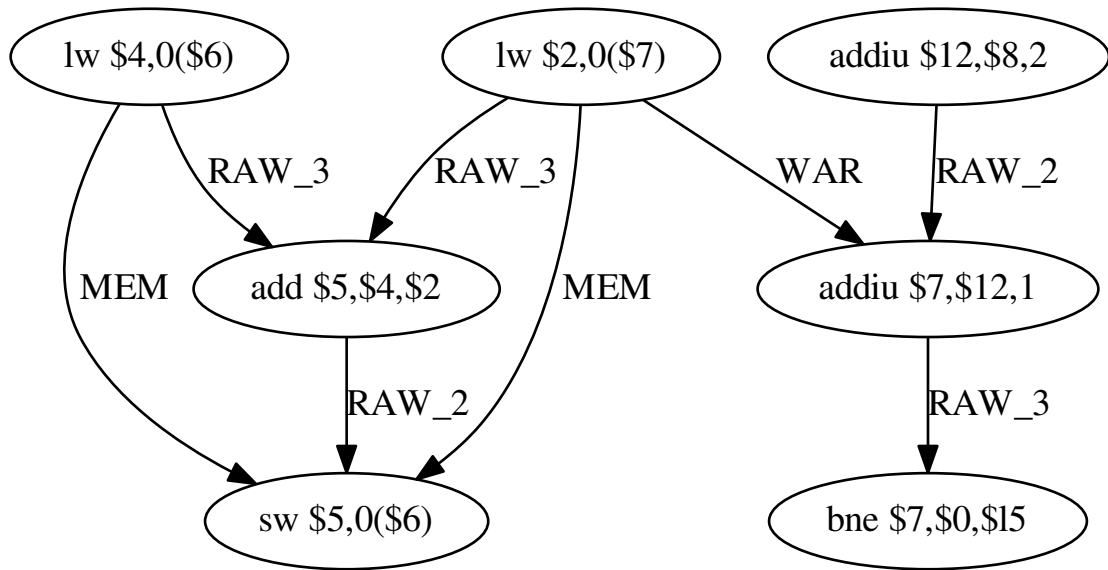 lw $4,0($6)
lw $2,0($7)
addiu $12,$8,2
RAW_3
RAW_3
WAR
RAW_2
MEM
add $5,$4,$2
MEM
addiu $7,$12,1
RAW_2
RAW_3
sw $5,0($6)
bne $7,$0,$l5